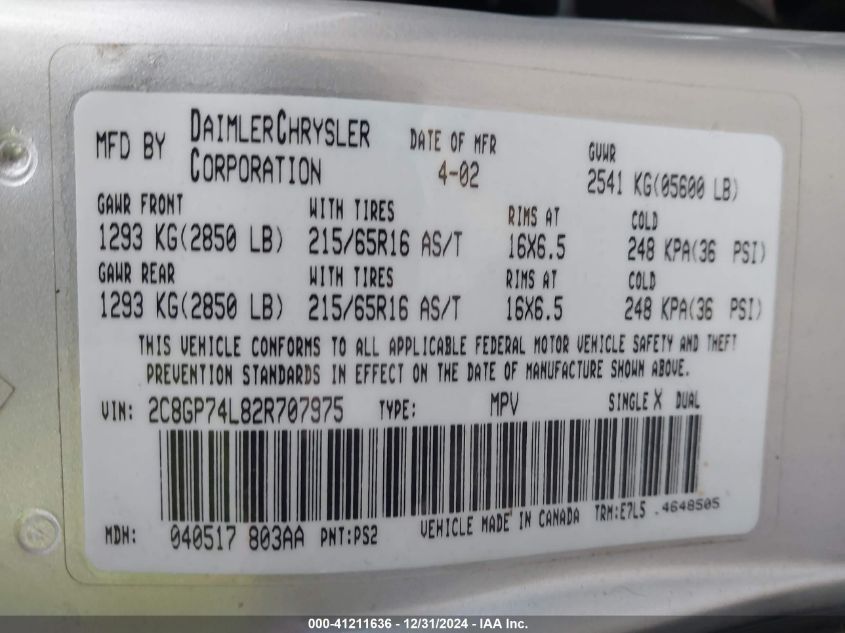 MFD BY DAIMLERCHRYSLER CORPORATION DATE OF MFR 4-02 GVWR 2541 KG(05600 LB)
GAWR FRONT WITH TIRES RIMS AT COLD
1293 KG(2850 LB) 215/65R16 AS/T 16X6.5 248 KPA(36 PSI)
GAWR REAR WITH TIRES RIMS AT COLD
1293 KG(2850 LB) 215/65R16 AS/T 16X6.5 248 KPA(36 PSI)
THIS VEHICLE CONFORMS TO ALL APPLICABLE FEDERAL MOTOR VEHICLE SAFETY AND THEFT
PREVENTION STANDARDS IN EFFECT ON THE DATE OF MANUFACTURE SHOWN ABOVE.
VIN: 2C8GP74L82R707975 TYPE: MPV SINGLE X DUAL
MDH: 040517 803AA PNT:PS2 VEHICLE MADE IN CANADA TRM:E7L5 .4648505
000-41211636 - 12/31/2024 - IAA Inc.